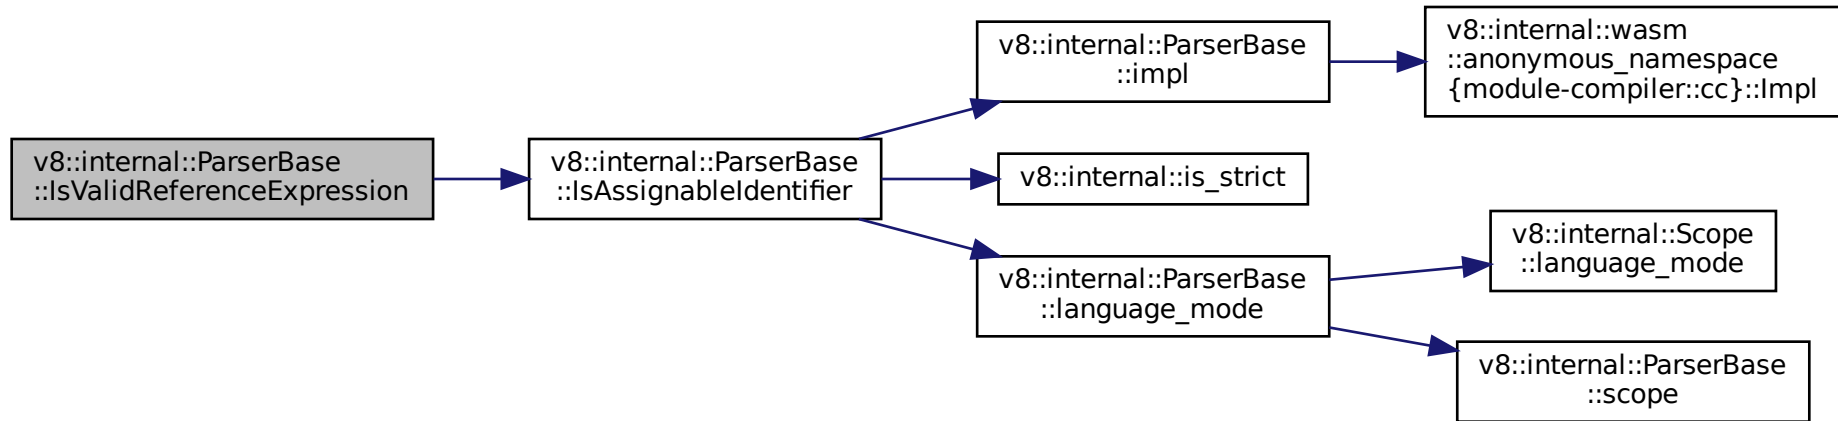 v8::internal::ParserBase
::IsValidReferenceExpression
v8::internal::ParserBase
::IsAssignableIdentifier
v8::internal::ParserBase
::impl
v8::internal::wasm
::anonymous_namespace
{module-compiler::cc}::Impl
v8::internal::is_strict
v8::internal::ParserBase
::language_mode
v8::internal::Scope
::language_mode
v8::internal::ParserBase
::scope